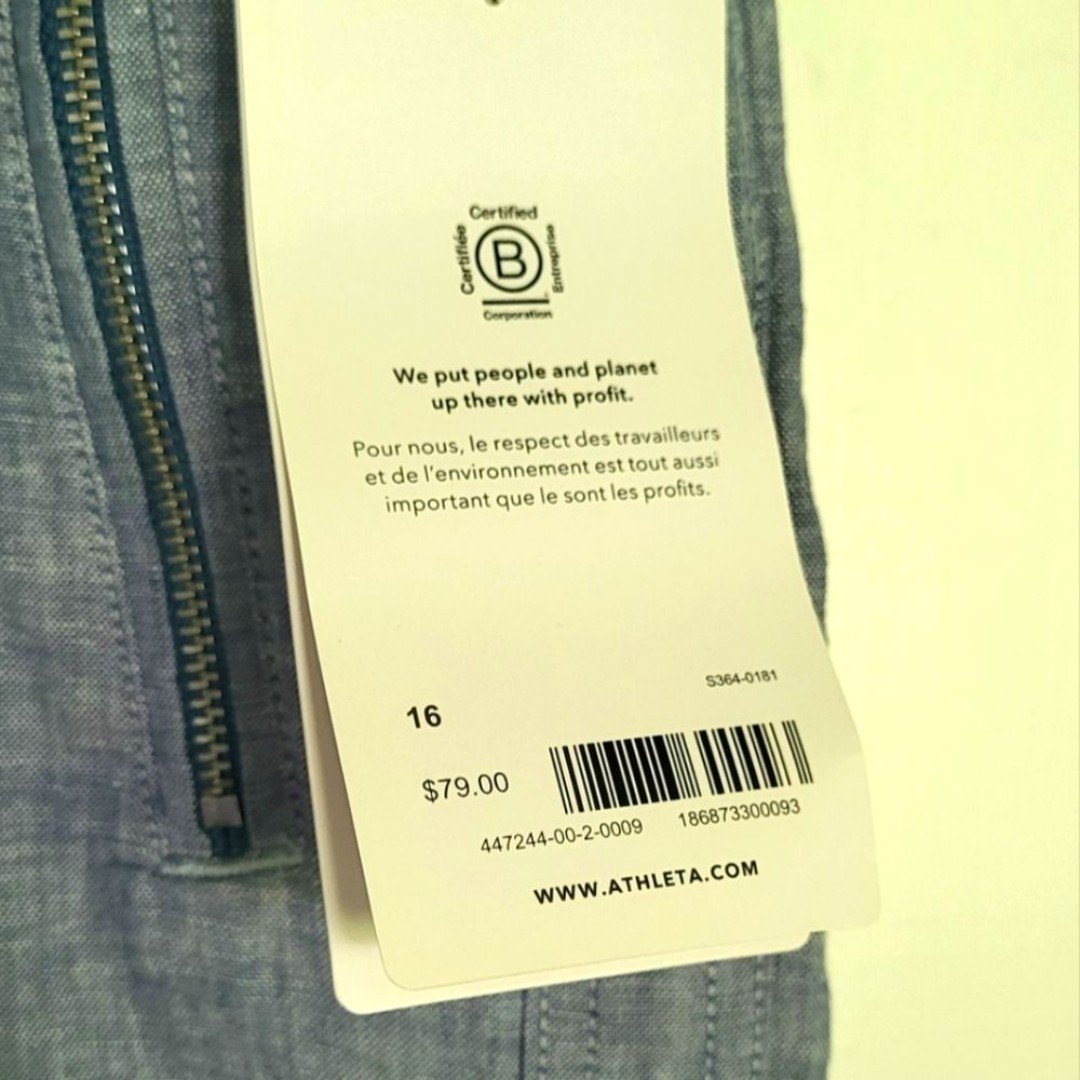 Certified
Certifiée
B
Entreprise
Corporation
We put people and planet
up there with profit.
Pour nous, le respect des travailleurs
et de l'environnement est tout aussi
important que le sont les profits.
S364-0181
16
$79.00
447244-00-2-0009 186873300093
WWW.ATHLETA.COM